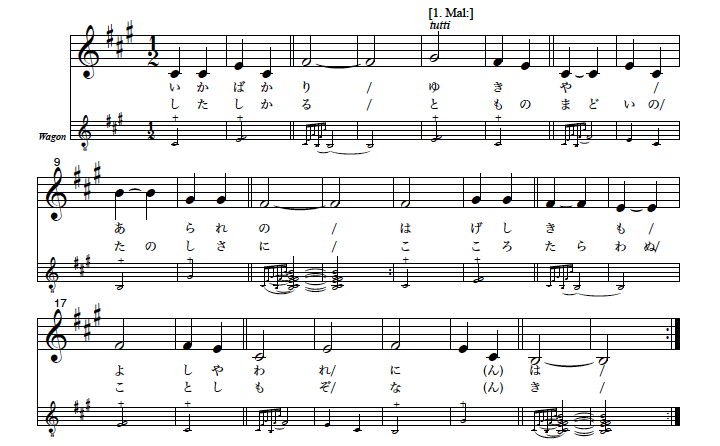 [1. Mal:]
tutti
い か ば か り / ゆ き や /
し た し か る / と も の ま ど い の/
Wagon
9
あ ら れ の / は げ し き も /
た の し さ に / こ こ ろ た ら わ ぬ/
17
よ し や わ れ/ に (ん) は /
こ と し も ぞ/ な (ん) き /